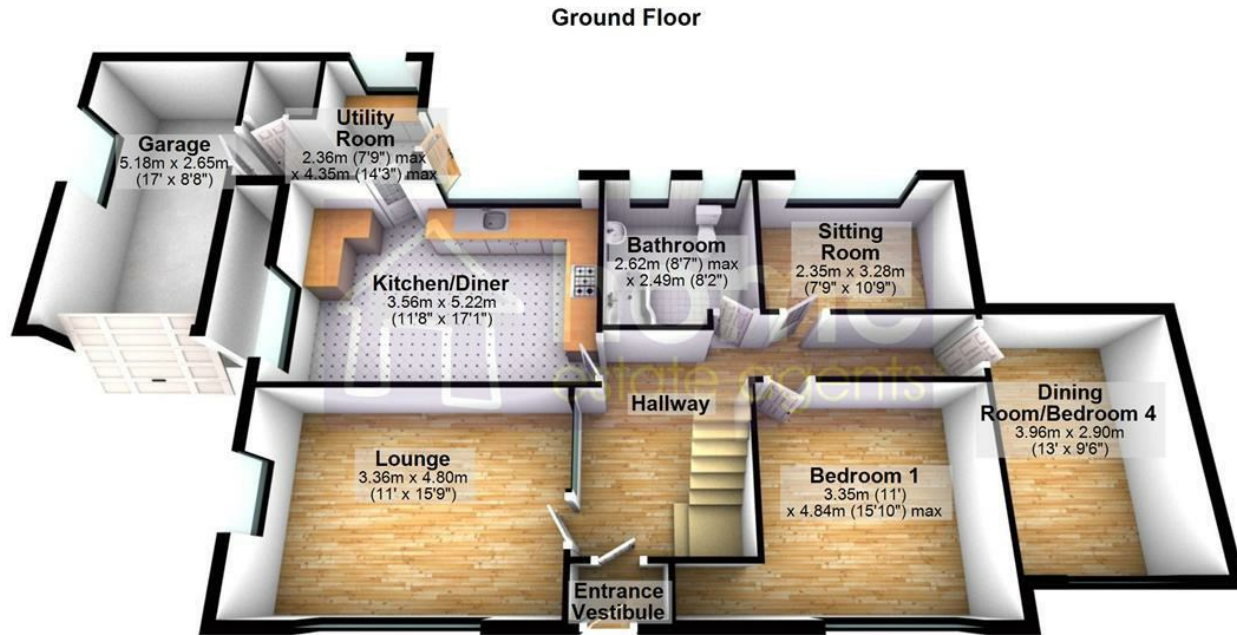 Ground Floor
Garage
5.18m x 2.65m
(17' x 8'8")
Utility
Room
2.36m (7'9") max
x 4.35m (14'3") max
Kitchen/Diner
3.56m x 5.22m
(11'8" x 17'1")
Bathroom
2.62m (8'7") max
x 2.49m (8'2")
Sitting
Room
2.35m x 3.28m
(7'9" x 10'9")
home
estate agents
Hallway
Dining
Room/Bedroom 4
3.96m x 2.90m
(13' x 9'6")
Lounge
3.36m x 4.80m
(11' x 15'9")
Bedroom 1
3.35m (11')
x 4.84m (15'10") max
Entrance
Vestibule